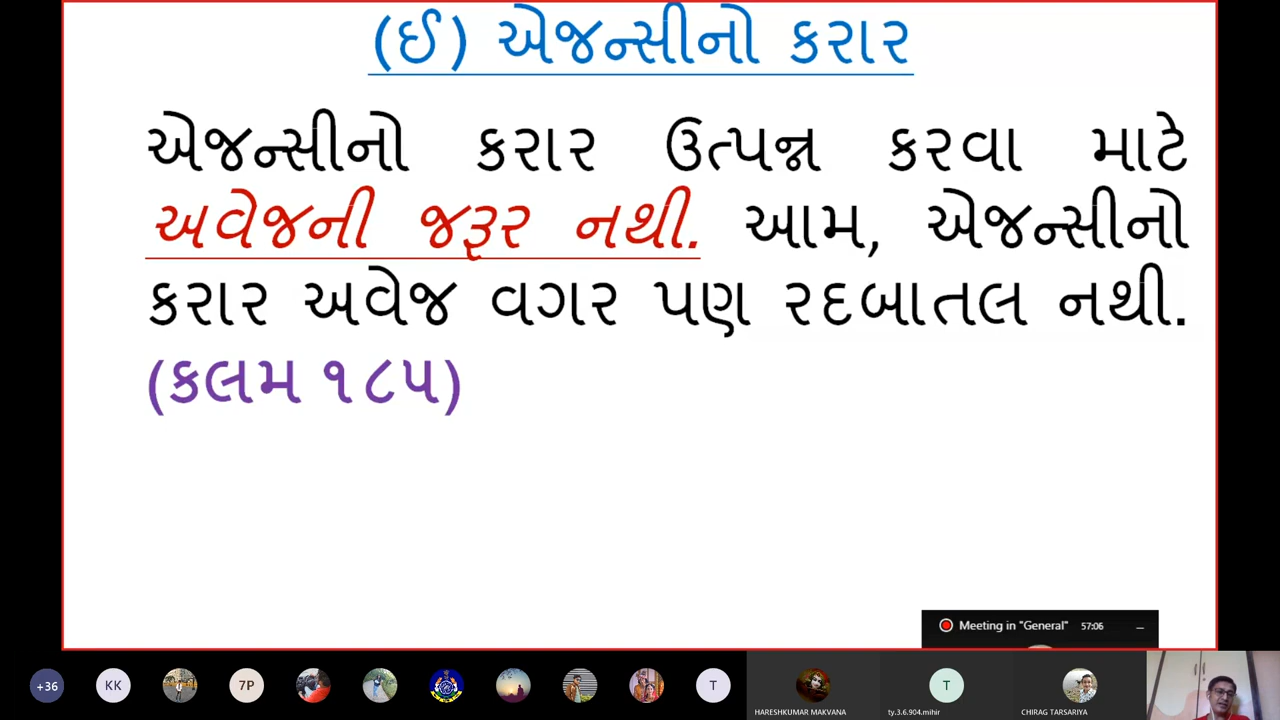 (ઈ) એજન્સીનો કરાર
એજન્સીનો કરાર ઉત્પન્ન કરવા માટે
અવેજની જરૂર નથી. આમ, એજન્સીનો
કરાર અવેજ વગર પણ રદબાતલ નથી.
(કલમ ૧૮૫)
Meeting in "General" 57:06
+36 KK 7P T T
HARESHKUMAR MAKVANA ty.3.6.904.mihir CHIRAG TARSARIYA